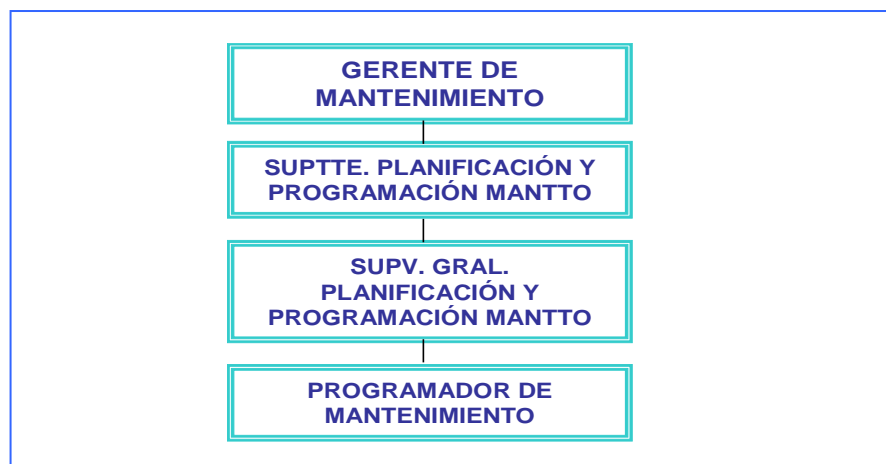 GERENTE DE
MANTENIMIENTO
SUPTTE. PLANIFICACIÓN Y
PROGRAMACIÓN MANTTO
SUPV. GRAL.
PLANIFICACIÓN Y
PROGRAMACIÓN MANTTO
PROGRAMADOR DE
MANTENIMIENTO